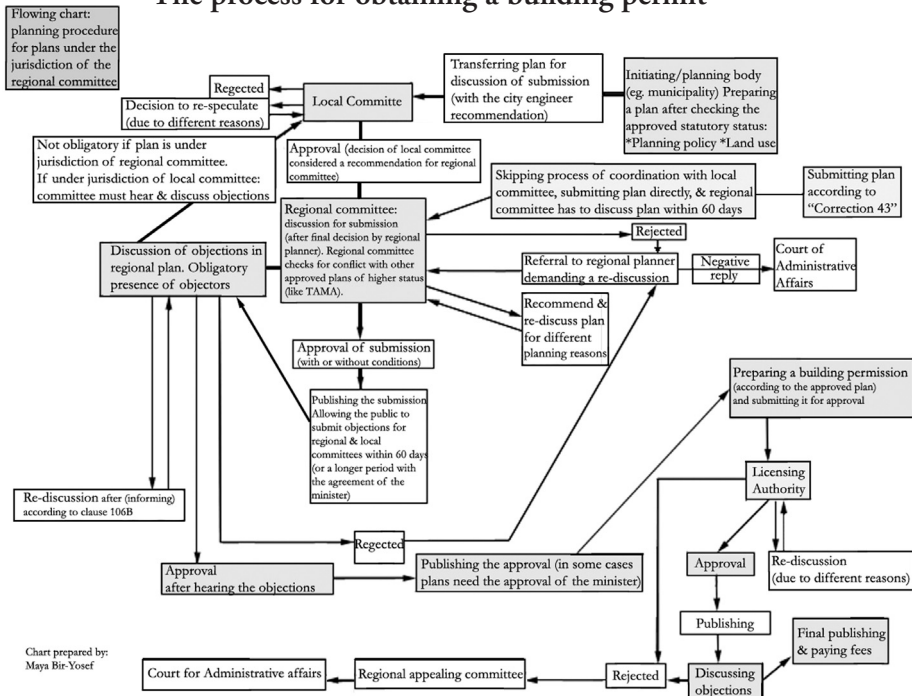 The process for obtaining a building permit
Flowing chart:
planning procedure
for plans under the
jurisdiction of the
regional committee
Regected
Decision to re-speculate
(due to different reasons)
Local Committe
Transferring plan for
discussion of submission
(with the city engineer
recommendation)
Initiating/planning body
(eg. municipality) Preparing
a plan after checking the
approved statutory status:
*Planning policy *Land use
Not obligatory if plan is under
jurisdiction of regional committee.
If under jurisdiction of local committee:
committee must hear & discuss objections
Approval (decision of local committee
considered a recommendation for regional
committee)
Skipping process of coordination with local
committee, submitting plan directly, & regional
committee has to discuss plan within 60 days
Submitting plan
according to
“Correction 43”
Regional committee:
discussion for submission
(after final decision by regional
planner). Regional committee
checks for conflict with other
approved plans of higher status
(like TAMA).
Rejected
Discussion of objections in
regional plan. Obligatory
presence of objectors
Referral to regional planner
demanding a re-discussion
Negative
reply
Court of
Administrative
Affairs
Recommend &
re-discuss plan
for different
planning reasons
Approval of submission
(with or without conditions)
Preparing a building permission
(according to the approved plan)
and submitting it for approval
Publishing the submission
Allowing the public to
submit objections for
regional & local
committees within 60 days
(or a longer period with
the agreement of the
minister)
Licensing
Authority
Re-discussion after (informing)
according to clause 106B
Regected
Approval
after hearing the objections
Publishing the approval (in some cases
plans need the approval of the minister)
Approval
Re-discussion
(due to different reasons)
Publishing
Final publishing
& paying fees
Chart prepared by:
Maya Bir-Yosef
Court for Administrative affairs
Regional appealing committee
Rejected
Discussing
objections